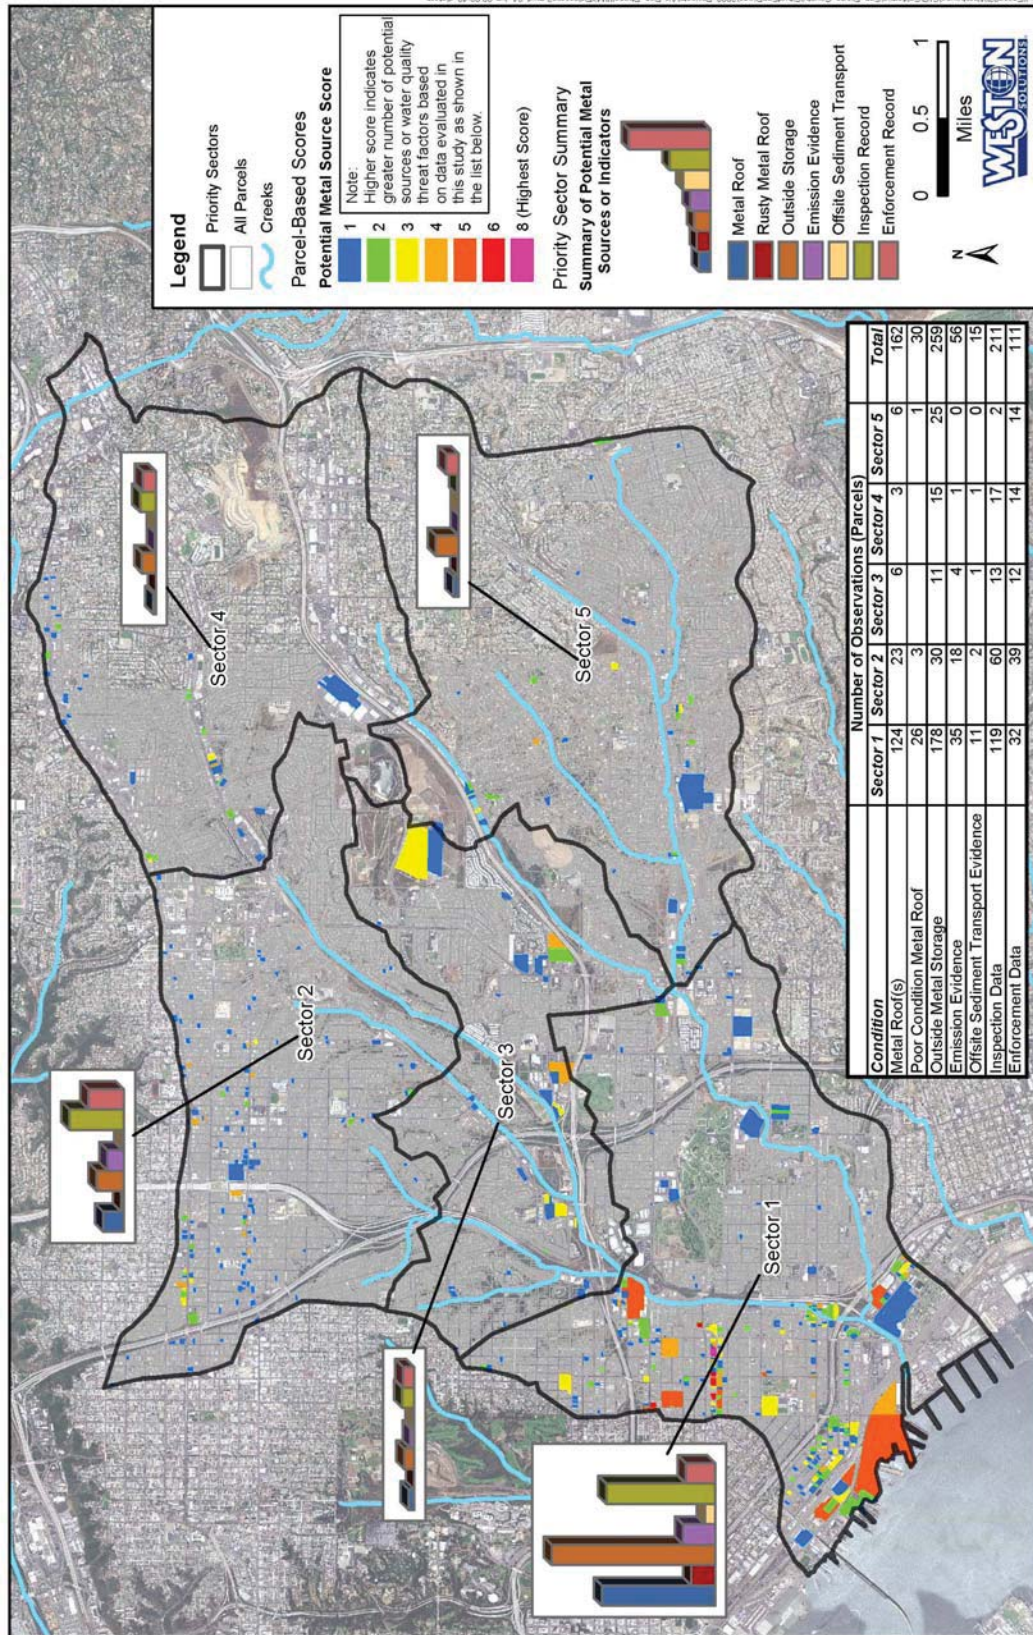 Legend
Priority Sectors
All Parcels
Creeks
Parcel-Based Scores
Potential Metal Source Score
1
2
3
4
5
6
8 (Highest Score)
Note:
Higher score indicates
greater number of potential
sources or water quality
threat factors based
on data evaluated in
this study as shown in
the list below.
Priority Sector Summary
Summary of Potential Metal
Sources or Indicators
Metal Roof
Rusty Metal Roof
Outside Storage
Emission Evidence
Offsite Sediment Transport
Inspection Record
Enforcement Record
N
0 0.5 1
Miles
WESTON
SOLUTIONS
Sector 4
Sector 5
Sector 2
Sector 3
Sector 1
Number of Observations (Parcels)
Condition Sector 1 Sector 2 Sector 3 Sector 4 Sector 5 Total
Metal Roof(s) 124 23 6 3 6 162
Poor Condition Metal Roof 26 3 1 30
Outside Metal Storage 178 30 11 15 25 259
Emission Evidence 35 18 4 1 0 56
Offsite Sediment Transport Evidence 11 2 1 1 0 15
Inspection Data 119 60 13 17 2 211
Enforcement Data 32 39 12 14 14 111